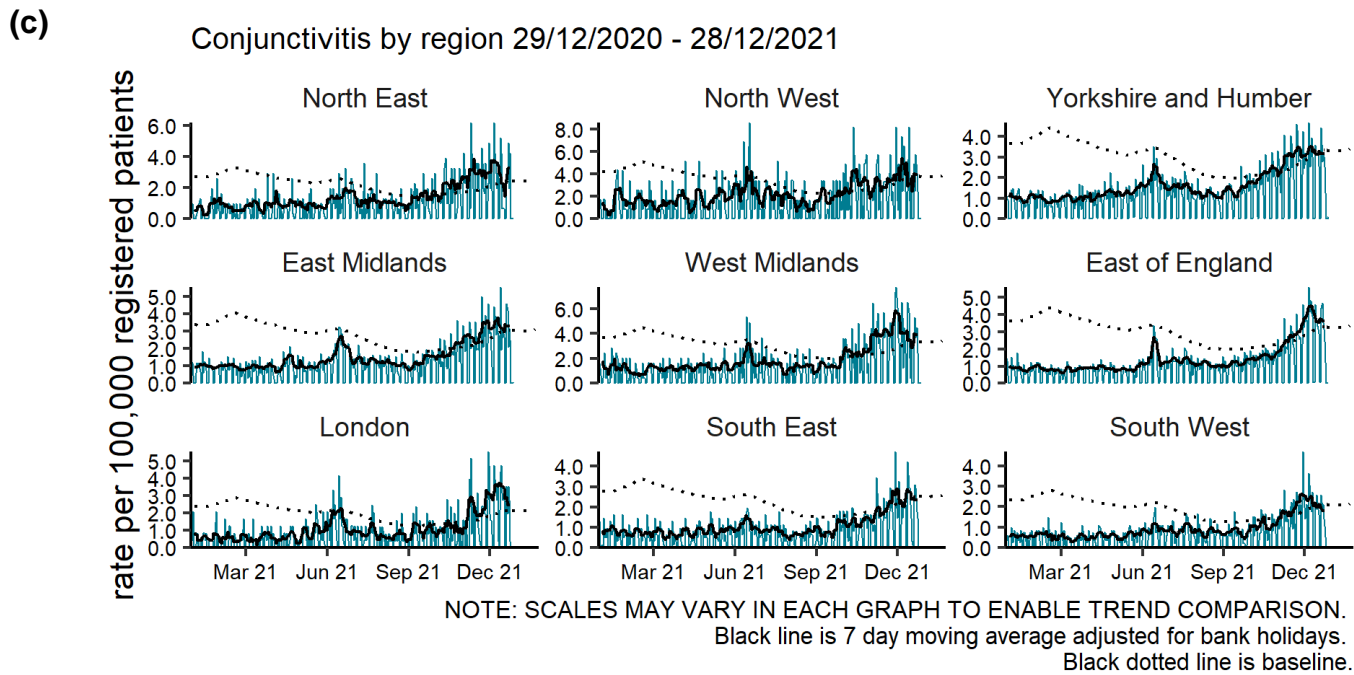 (c)
Conjunctivitis by region 29/12/2020 - 28/12/2021
rate per 100,000 registered patients
North East
6.0
4.0
2.0
0.0
North West
8.0
6.0
4.0
2.0
0.0
Yorkshire and Humber
4.0
3.0
2.0
1.0
0.0
East Midlands
5.0
4.0
3.0
2.0
1.0
0.0
West Midlands
6.0
4.0
2.0
0.0
East of England
5.0
4.0
3.0
2.0
1.0
0.0
London
5.0
4.0
3.0
2.0
1.0
0.0
Mar 21 Jun 21 Sep 21 Dec 21
South East
4.0
3.0
2.0
1.0
0.0
Mar 21 Jun 21 Sep 21 Dec 21
South West
4.0
3.0
2.0
1.0
0.0
Mar 21 Jun 21 Sep 21 Dec 21
NOTE: SCALES MAY VARY IN EACH GRAPH TO ENABLE TREND COMPARISON.
Black line is 7 day moving average adjusted for bank holidays.
Black dotted line is baseline.